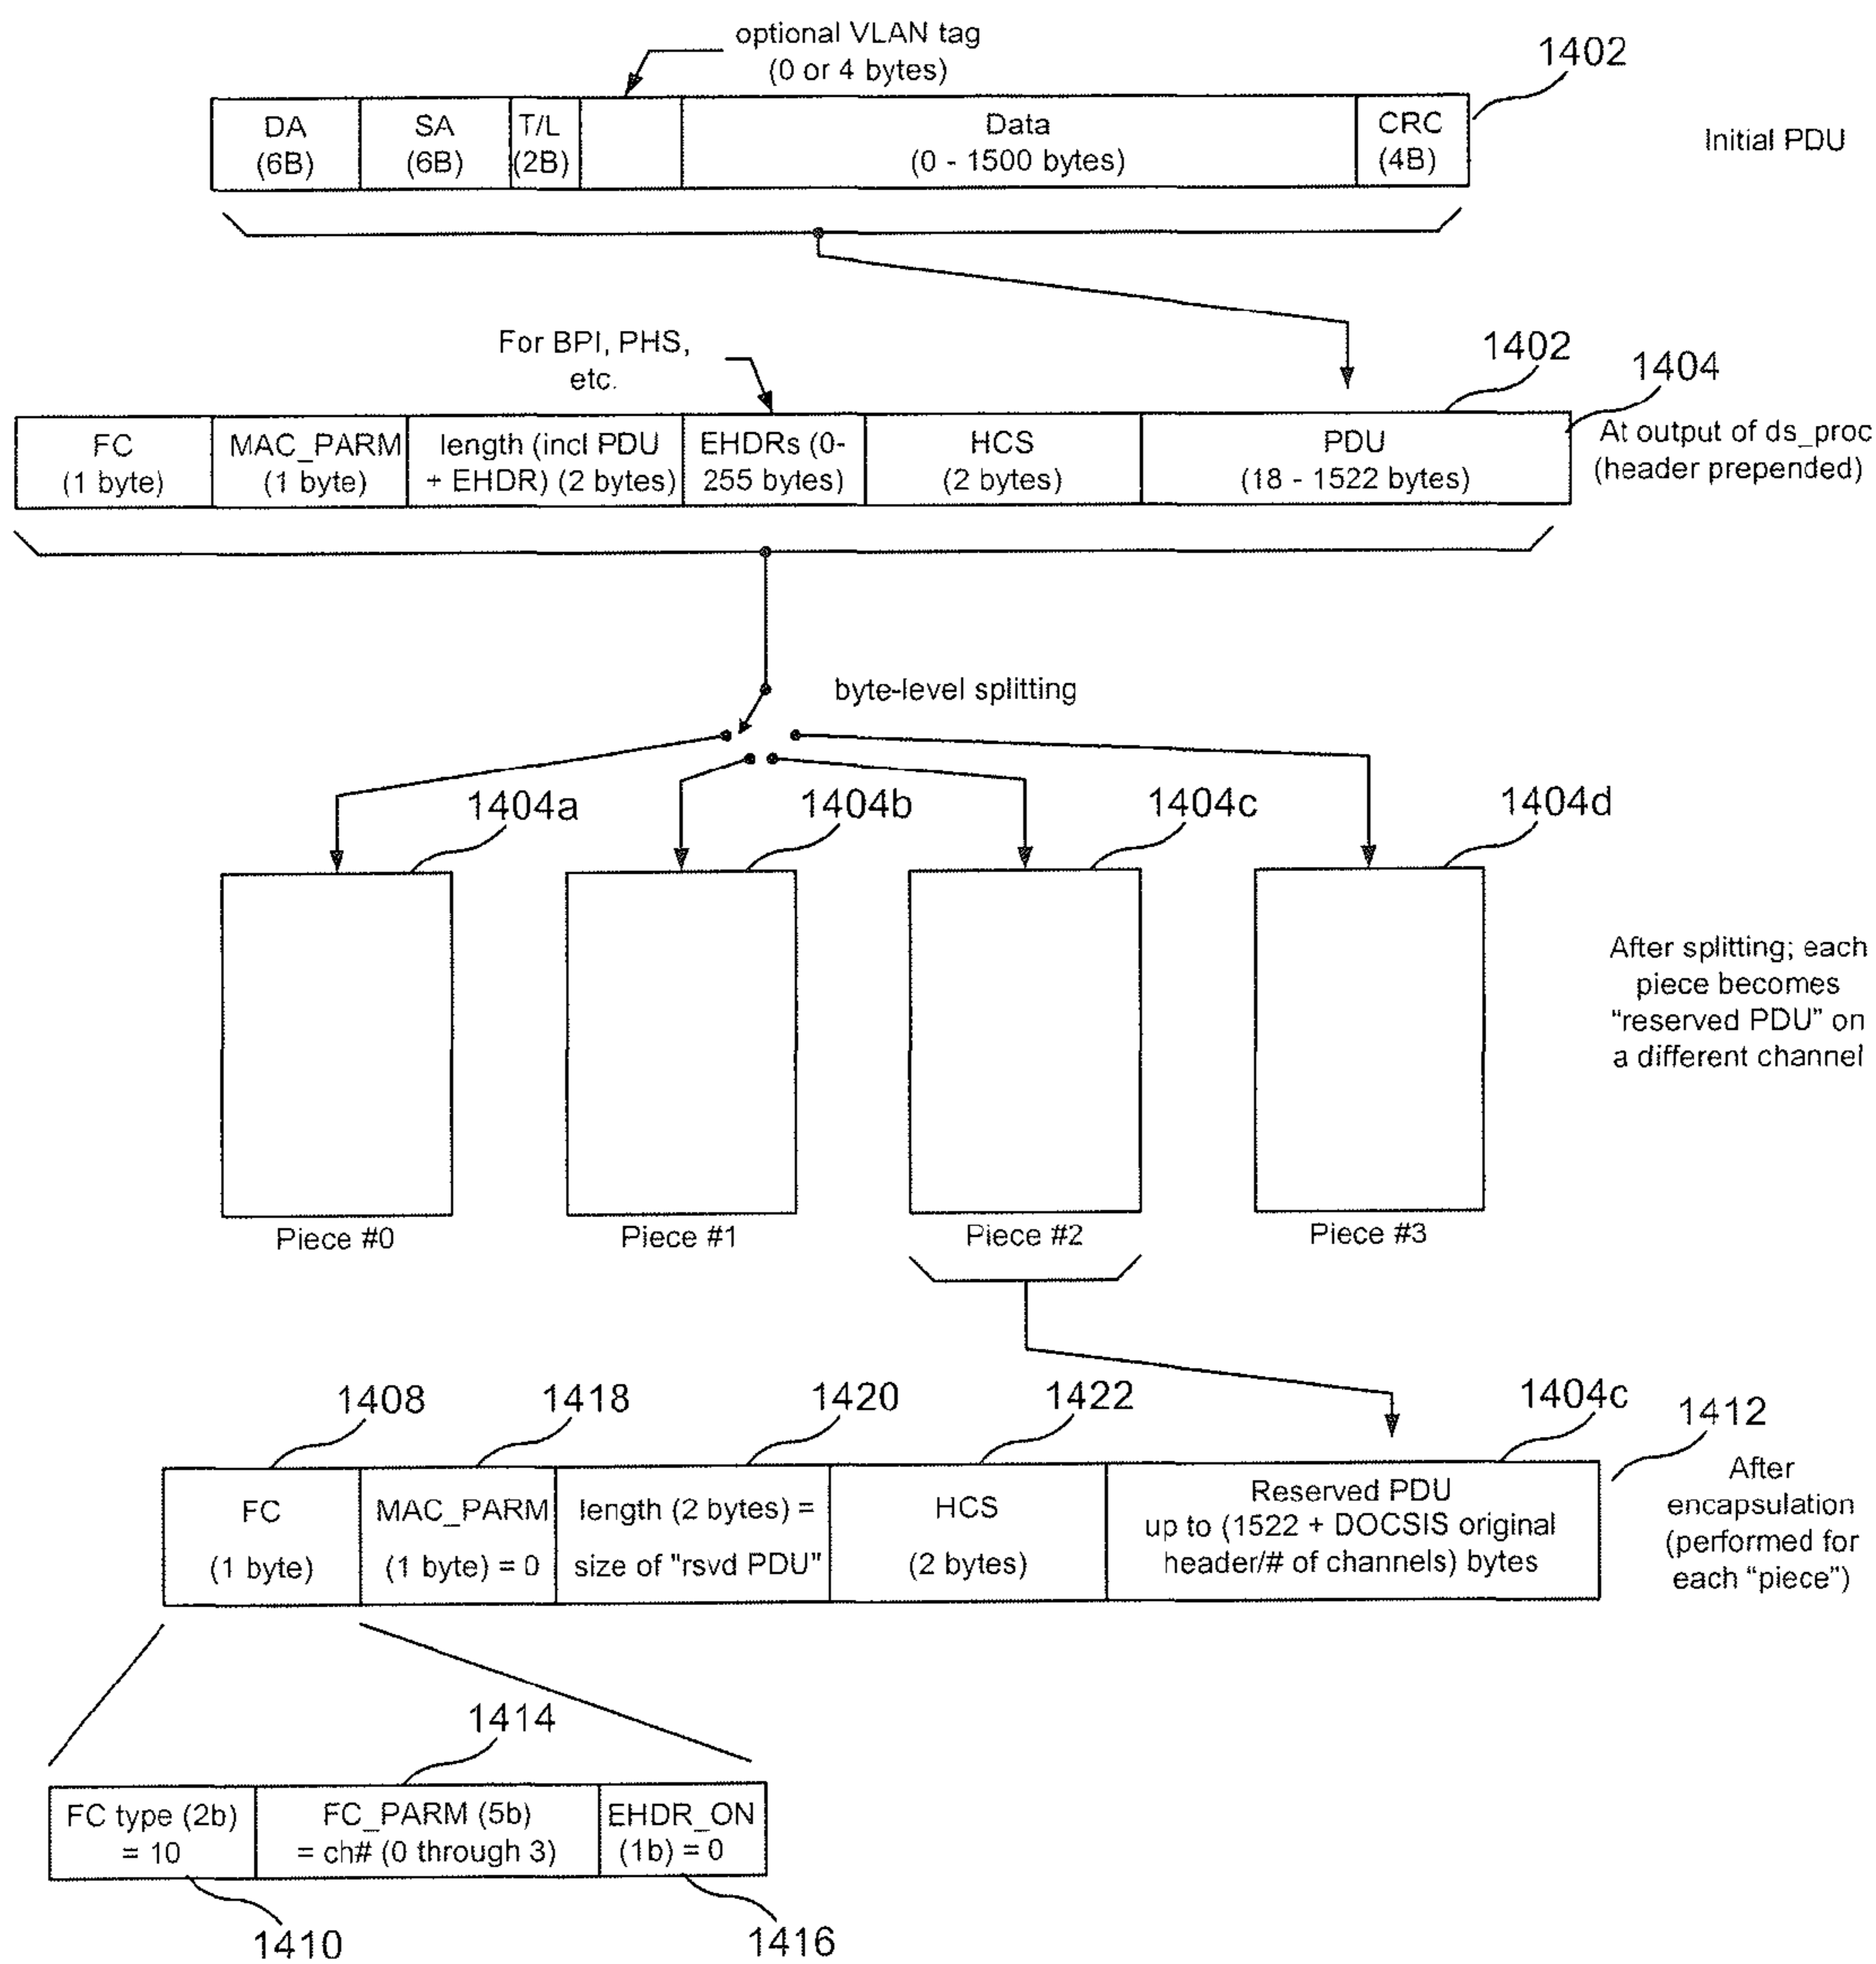 optional VLAN tag
(0 or 4 bytes)
1402
DA
(6B)
SA
(6B)
T/L
(2B)
Data
(0 - 1500 bytes)
CRC
(4B)
Initial PDU
For BPI, PHS,
etc.
1402
1404
FC
(1 byte)
MAC_PARM
(1 byte)
length (incl PDU
+ EHDR) (2 bytes)
EHDRs (0-
255 bytes)
HCS
(2 bytes)
PDU
(18 - 1522 bytes)
At output of ds_proc
(header prepended)
byte-level splitting
1404a
1404b
1404c
1404d
After splitting; each
piece becomes
“reserved PDU” on
a different channel
Piece #0
Piece #1
Piece #2
Piece #3
1408
1418
1420
1422
1404c
1412
FC
(1 byte)
MAC_PARM
(1 byte) = 0
length (2 bytes) =
size of "rsvd PDU"
HCS
(2 bytes)
Reserved PDU
up to (1522 + DOCSIS original
header/# of channels) bytes
After
encapsulation
(performed for
each “piece”)
1414
FC type (2b)
= 10
FC_PARM (5b)
= ch# (0 through 3)
EHDR_ON
(1b) = 0
1410
1416